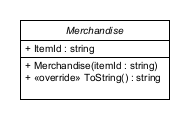 Merchandise
+ ItemId : string
+ Merchandise(itemId : string)
+ «override» ToString() : string